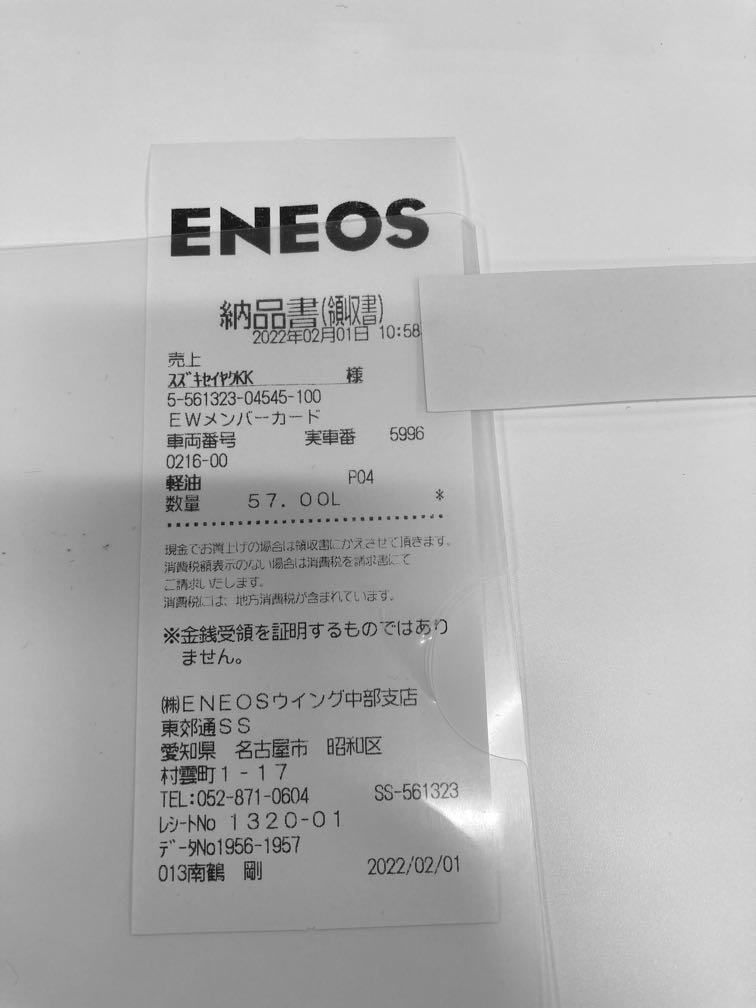 ENEOS
納品書(領収書)
2022年02月01日 10:58
売上
スズキセイヤクKK 様
5-561323-04545-100
EWメンバーカード
車両番号 実車番 5996
0216-00
軽油 P04
数量 57.00L *
現金でお買上げの場合は領収書にかえさせて頂きます。
消費税額表示のない場合は消費税を請求書にて
ご請求いたします。
消費税には、地方消費税が含まれています。
※金銭受領を証明するものではあり
ません。
(株)ENEOSウイング中部支店
東郊通SS
愛知県 名古屋市 昭和区
村雲町1-17
TEL:052-871-0604 SS-561323
レシートNo 1320-01
データNo1956-1957
013南鶴 剛 2022/02/01